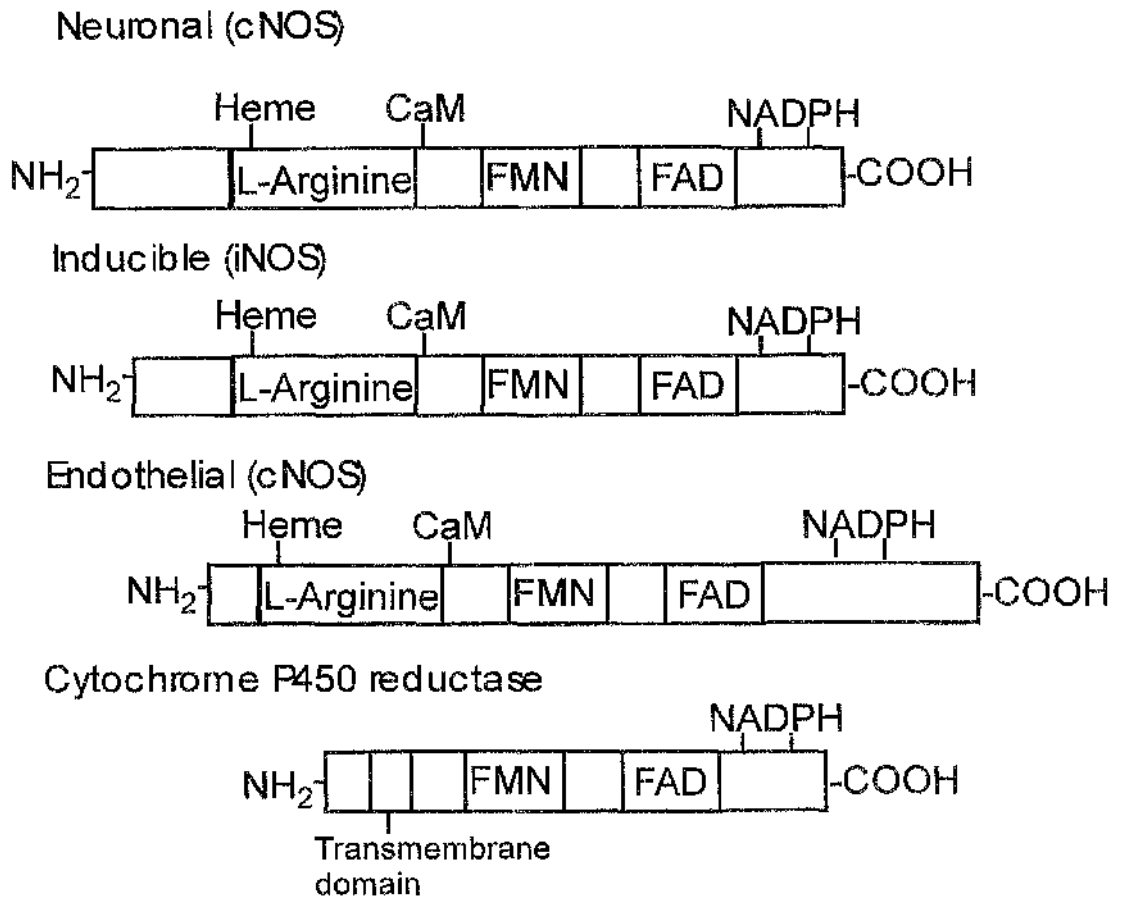 Neuronal (cNOS)
Heme CaM NADPH
NH2 L-Arginine FMN FAD -COOH
Inducible (iNOS)
Heme CaM NADPH
NH2 L-Arginine FMN FAD -COOH
Endothelial (cNOS)
Heme CaM NADPH
NH2 L-Arginine FMN FAD -COOH
Cytochrome P450 reductase
NADPH
NH2 FMN FAD -COOH
Transmembrane
domain